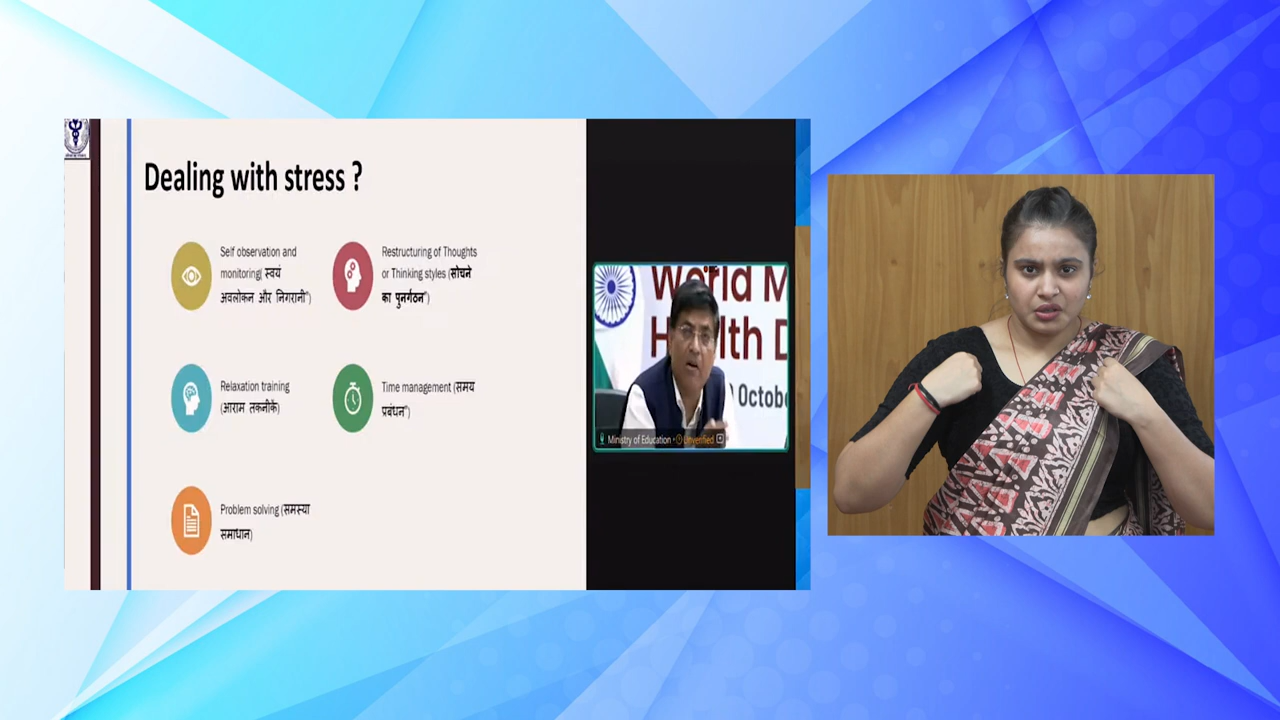 Dealing with stress ?
Self observation and
monitoring( स्वयं
अवलोकन और निगरानी")
Restructuring of Thoughts
or Thinking styles (सोचने
का पुनर्गठन")
Relaxation training
(आराम तकनीकें)
Time management (समय
प्रबंधन")
Problem solving (समस्या
समाधान)
World M
Health D
Octobe
Ministry of Education
Unverified